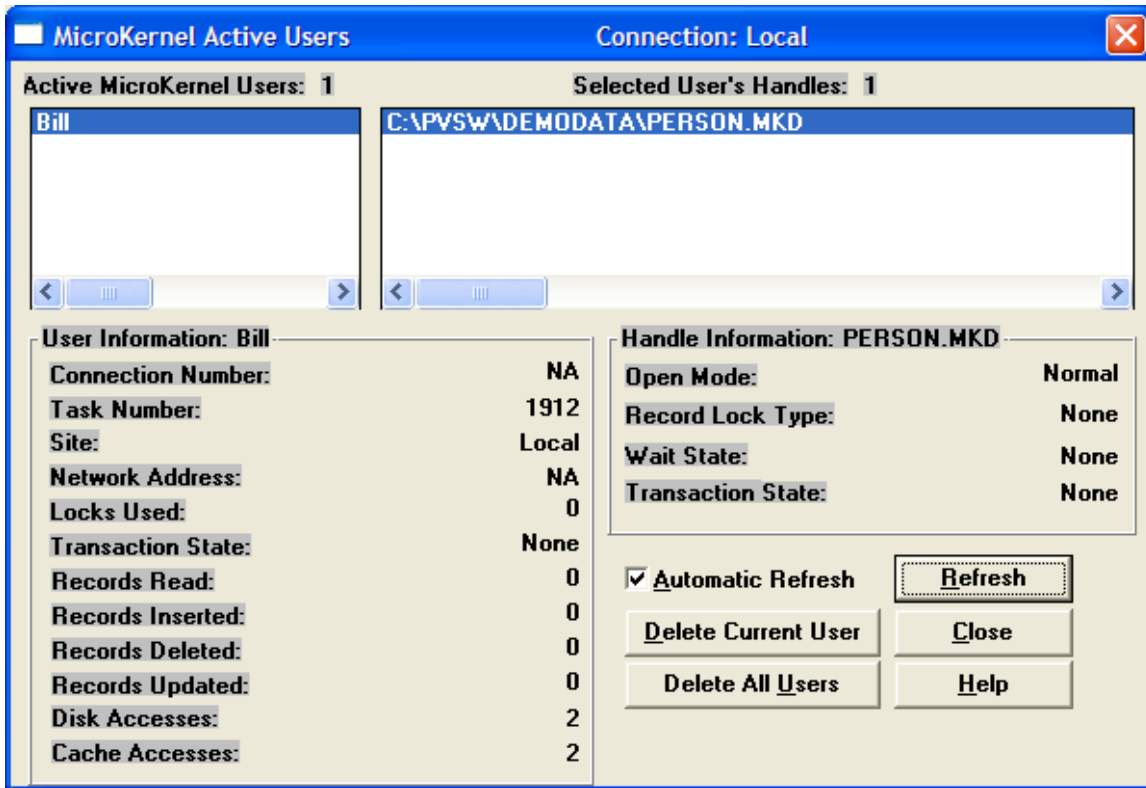 MicroKernel Active Users Connection: Local
Active MicroKernel Users: 1
Selected User's Handles: 1
Bill
C:\PVSW\DEMODATA\PERSON.MKD
User Information: Bill
Connection Number: NA
Task Number: 1912
Site: Local
Network Address: NA
Locks Used: 0
Transaction State: None
Records Read: 0
Records Inserted: 0
Records Deleted: 0
Records Updated: 0
Disk Accesses: 2
Cache Accesses: 2
Handle Information: PERSON.MKD
Open Mode: Normal
Record Lock Type: None
Wait State: None
Transaction State: None
Automatic Refresh
Refresh
Delete Current User
Close
Delete All Users
Help